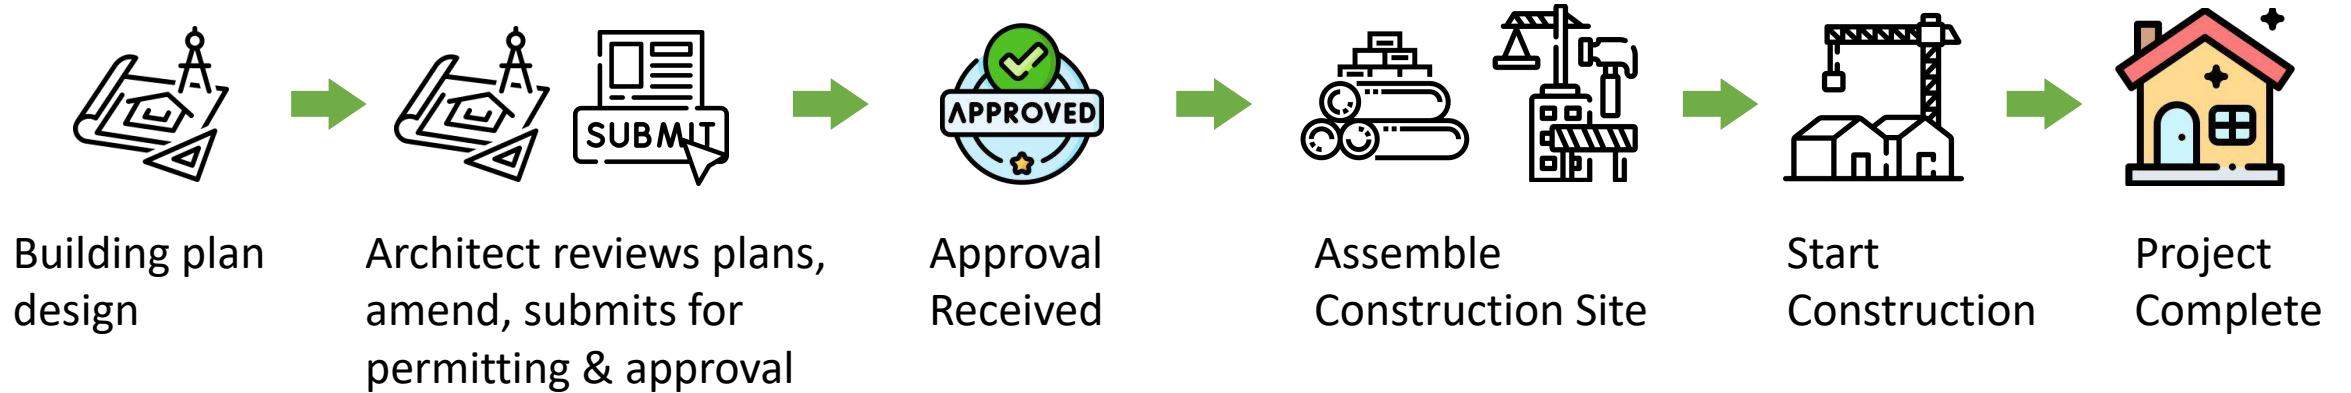 SUBMIT
APPROVED
Building plan
design
Architect reviews plans,
amend, submits for
permitting & approval
Approval
Received
Assemble
Construction Site
Start
Construction
Project
Complete